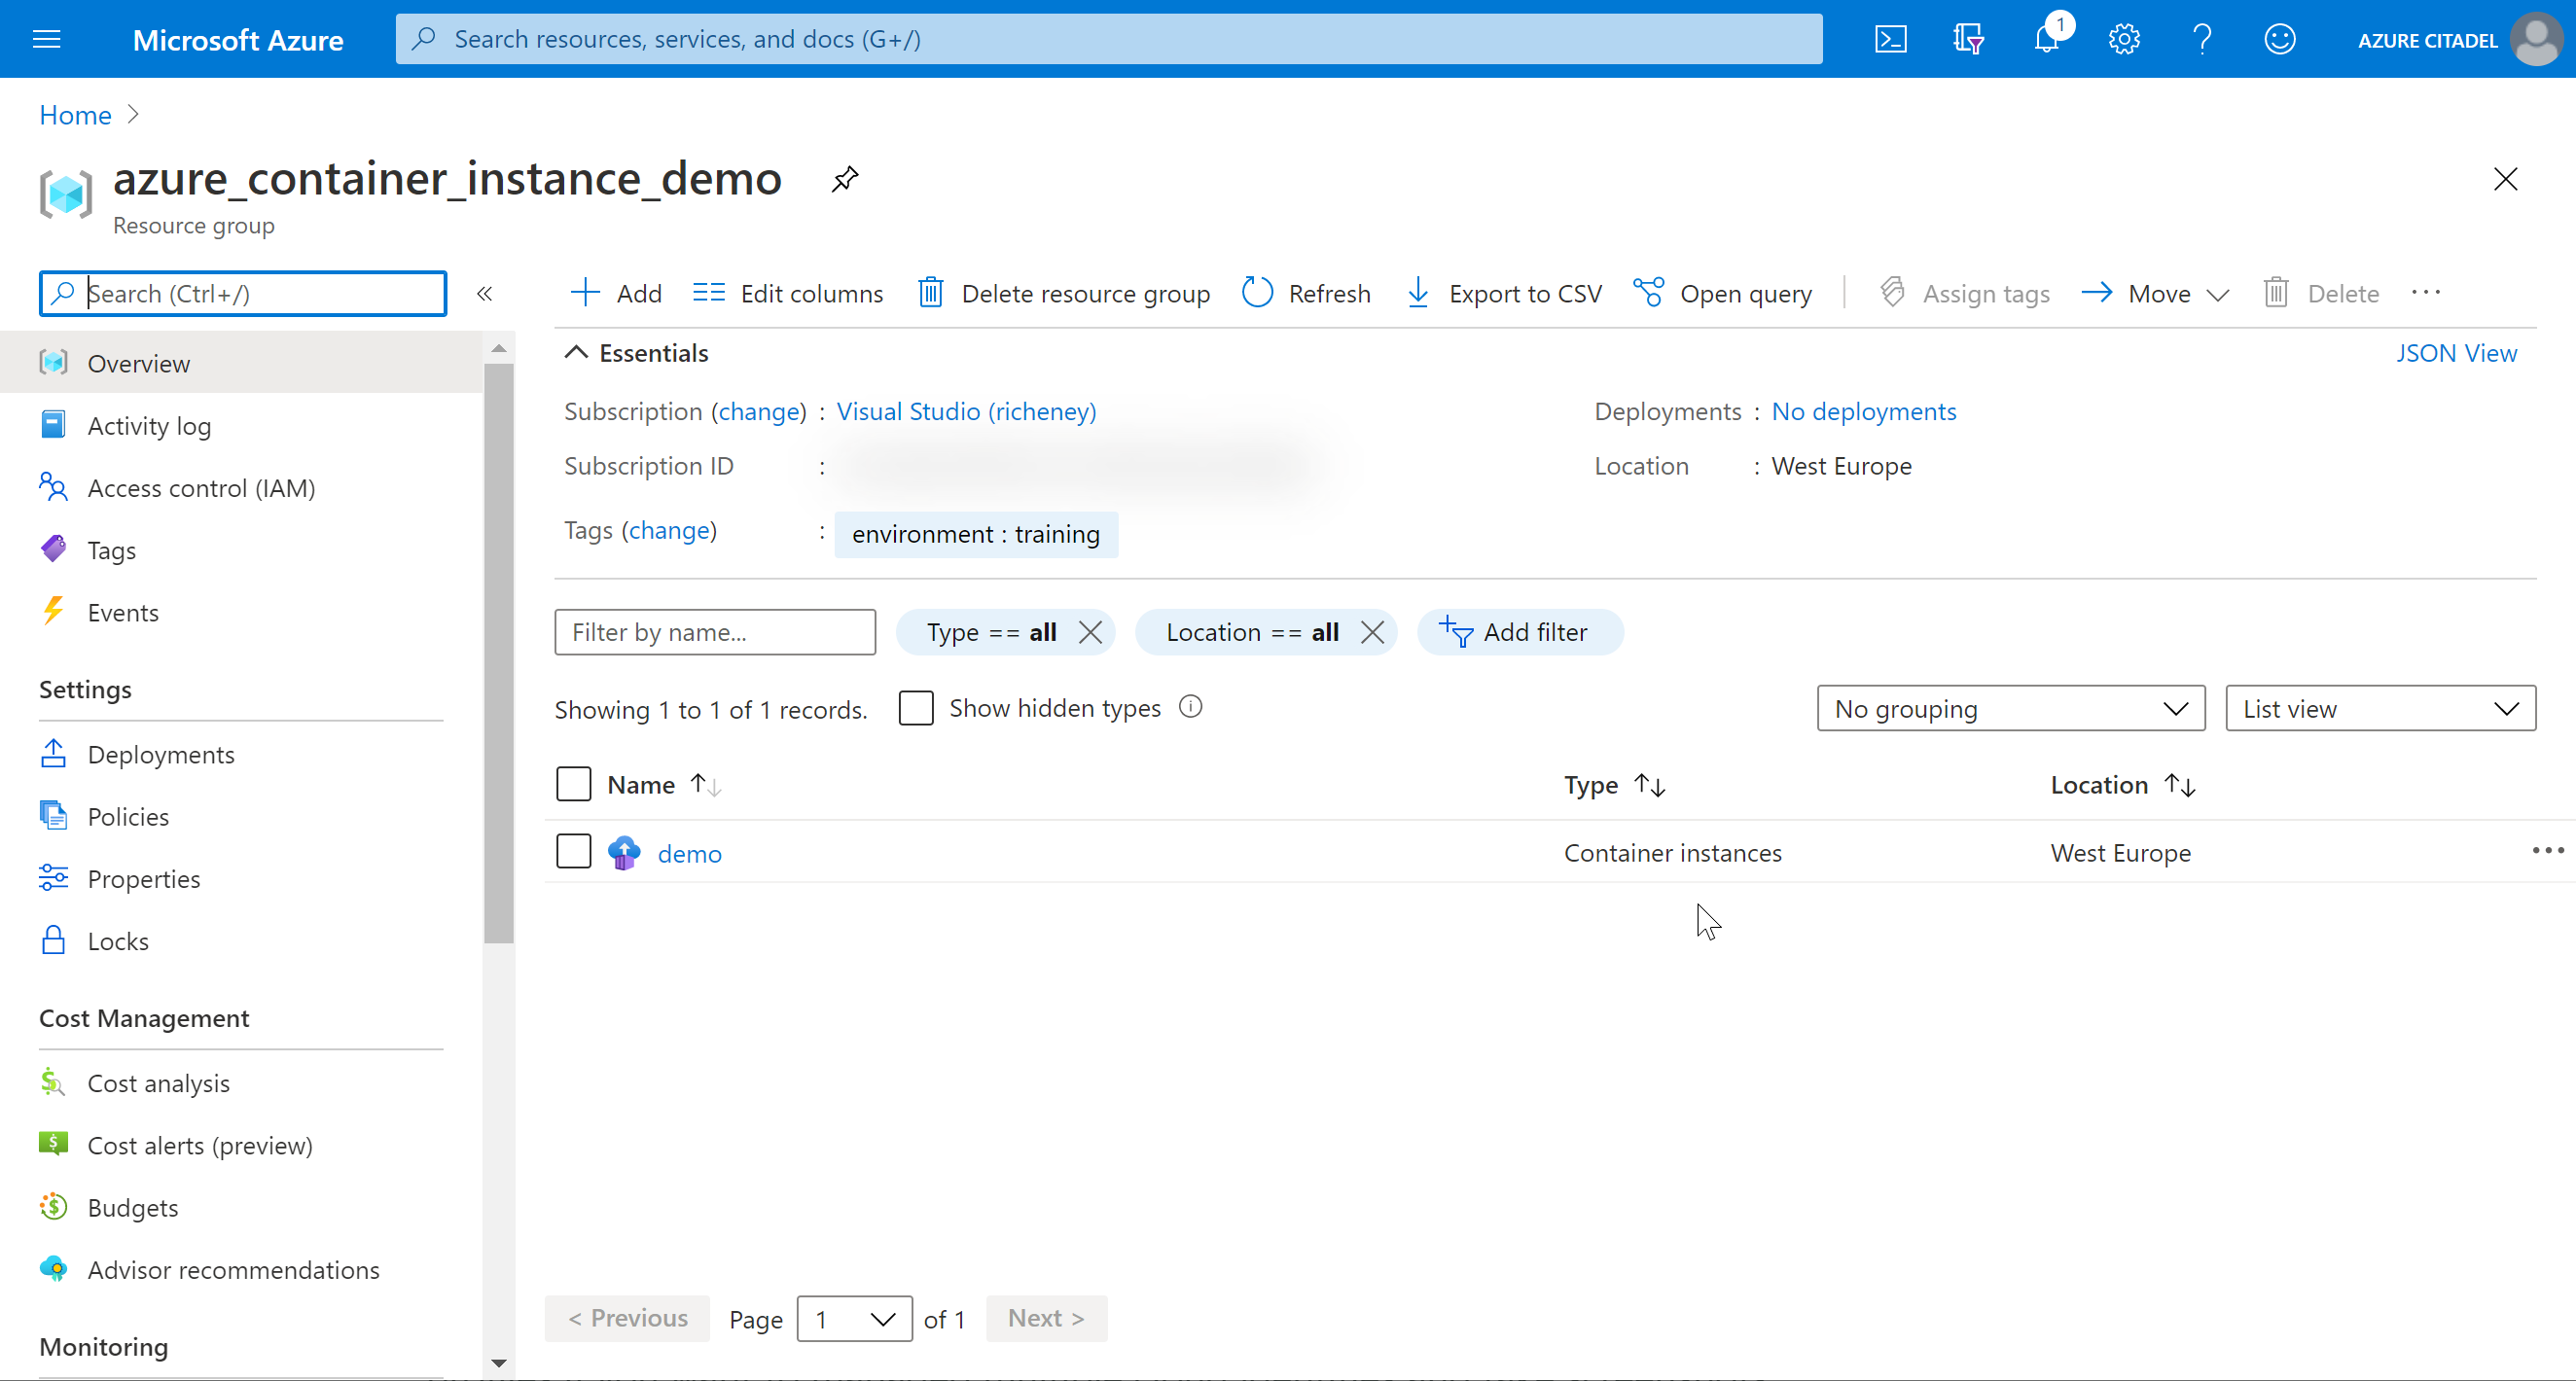 Microsoft Azure
Search resources, services, and docs (G+/)
1
AZURE CITADEL
Home
azure_container_instance_demo
Resource group
Search (Ctrl+/)
«
Add
Edit columns
Delete resource group
Refresh
Export to CSV
Open query
Assign tags
Move
Delete
...
Overview
Activity log
Access control (IAM)
Tags
Events
Settings
Deployments
Policies
Properties
Locks
Cost Management
Cost analysis
Cost alerts (preview)
Budgets
Advisor recommendations
Monitoring
Essentials
JSON View
Subscription (change) : Visual Studio (richeney)
Deployments : No deployments
Subscription ID :
Location : West Europe
Tags (change) : environment : training
Filter by name...
Type == all
Location == all
Add filter
Showing 1 to 1 of 1 records.
Show hidden types
No grouping
List view
Name
Type
Location
demo
Container instances
West Europe
< Previous
Page 1 of 1
Next >